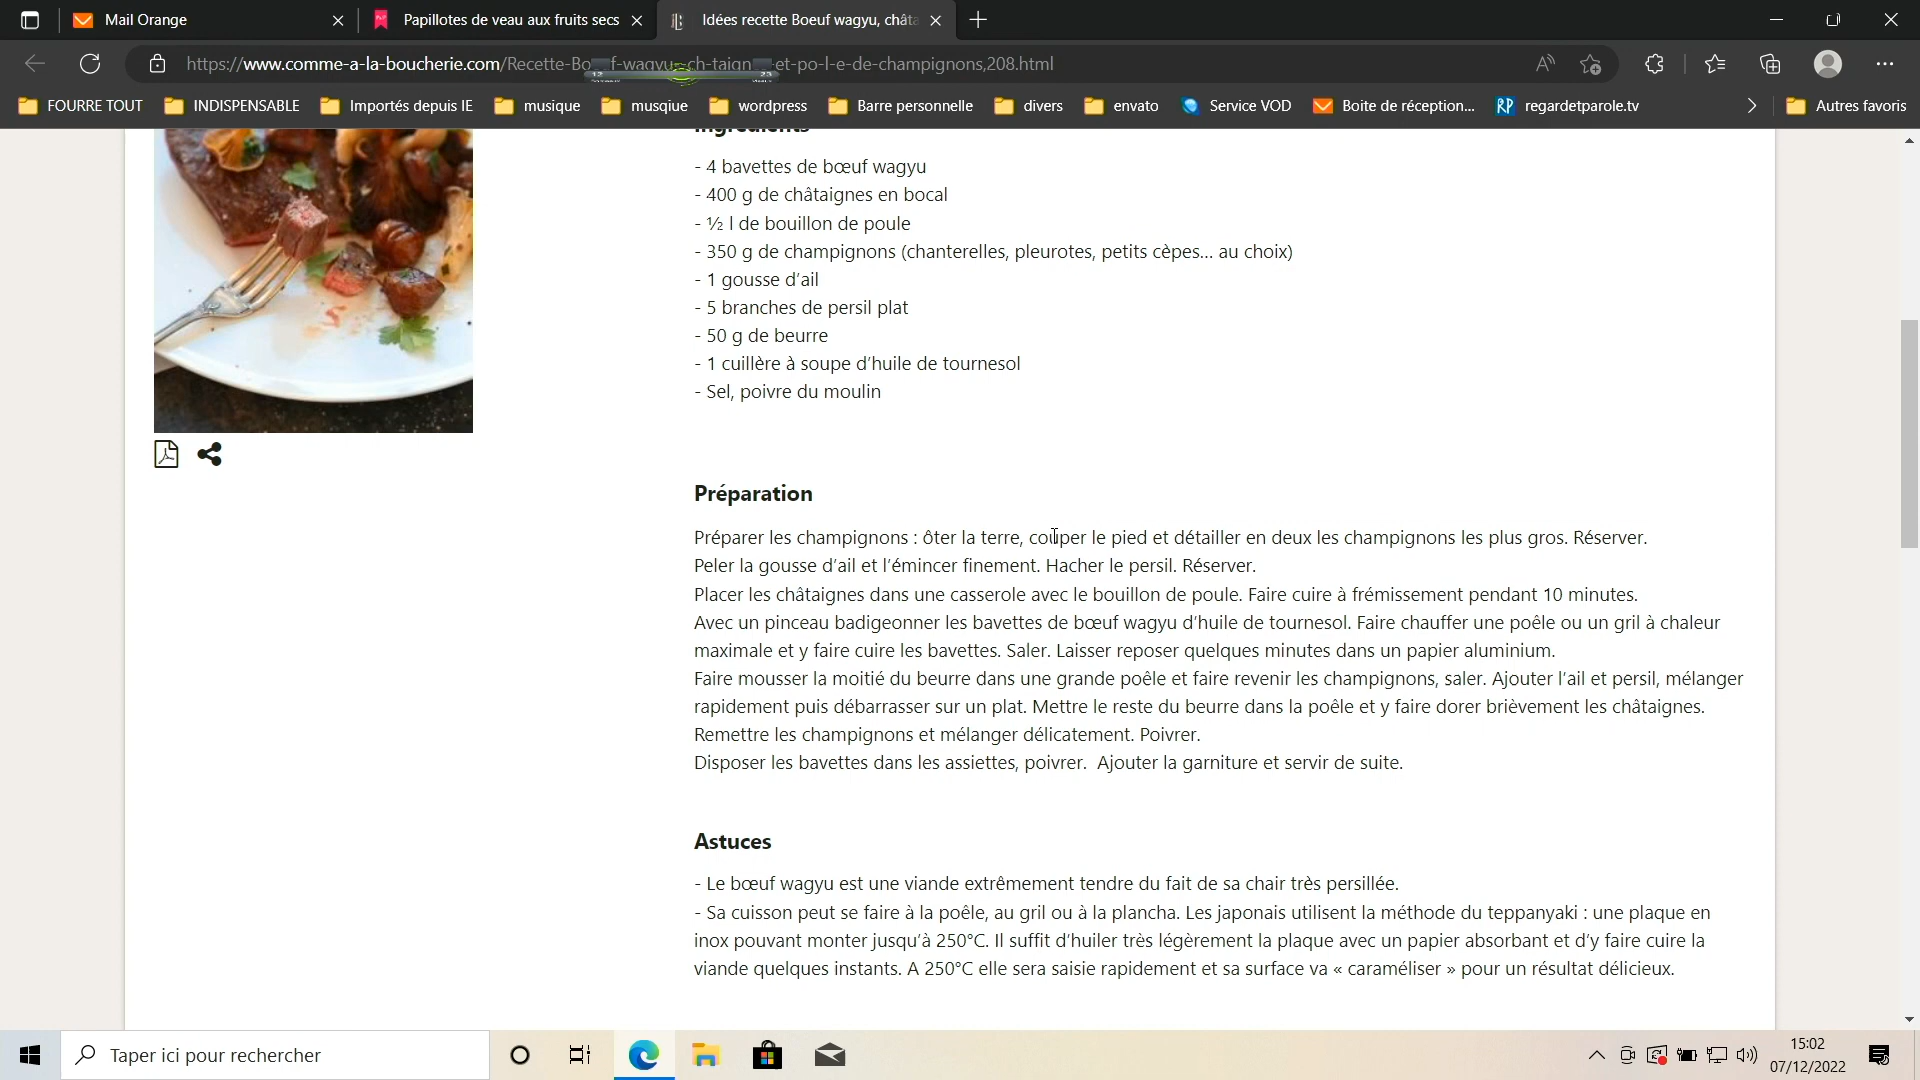 Mail Orange
Papillotes de veau aux fruits secs
Idées recette Boeuf wagyu, châta
https://www.comme-a-la-boucherie.com/Recette-Bo f-wagyu-ch-taign -et-po-l-e-de-champignons,208.html
FOURRE TOUT
INDISPENSABLE
Importés depuis IE
musique
musqiue
wordpress
Barre personnelle
divers
envato
Service VOD
Boite de réception...
RP regardetparole.tv
Autres favoris
Ingrédients
- 4 bavettes de bœuf wagyu
- 400 g de châtaignes en bocal
- ½ l de bouillon de poule
- 350 g de champignons (chanterelles, pleurotes, petits cèpes... au choix)
- 1 gousse d'ail
- 5 branches de persil plat
- 50 g de beurre
- 1 cuillère à soupe d'huile de tournesol
- Sel, poivre du moulin
Préparation
Préparer les champignons : ôter la terre, couper le pied et détailler en deux les champignons les plus gros. Réserver.
Peler la gousse d'ail et l'émincer finement. Hacher le persil. Réserver.
Placer les châtaignes dans une casserole avec le bouillon de poule. Faire cuire à frémissement pendant 10 minutes.
Avec un pinceau badigeonner les bavettes de bœuf wagyu d'huile de tournesol. Faire chauffer une poêle ou un gril à chaleur
maximale et y faire cuire les bavettes. Saler. Laisser reposer quelques minutes dans un papier aluminium.
Faire mousser la moitié du beurre dans une grande poêle et faire revenir les champignons, saler. Ajouter l'ail et persil, mélanger
rapidement puis débarrasser sur un plat. Mettre le reste du beurre dans la poêle et y faire dorer brièvement les châtaignes.
Remettre les champignons et mélanger délicatement. Poivrer.
Disposer les bavettes dans les assiettes, poivrer. Ajouter la garniture et servir de suite.
Astuces
- Le bœuf wagyu est une viande extrêmement tendre du fait de sa chair très persillée.
- Sa cuisson peut se faire à la poêle, au gril ou à la plancha. Les japonais utilisent la méthode du teppanyaki : une plaque en
inox pouvant monter jusqu'à 250°C. Il suffit d'huiler très légèrement la plaque avec un papier absorbant et d'y faire cuire la
viande quelques instants. A 250°C elle sera saisie rapidement et sa surface va « caraméliser » pour un résultat délicieux.
Taper ici pour rechercher
15:02
07/12/2022